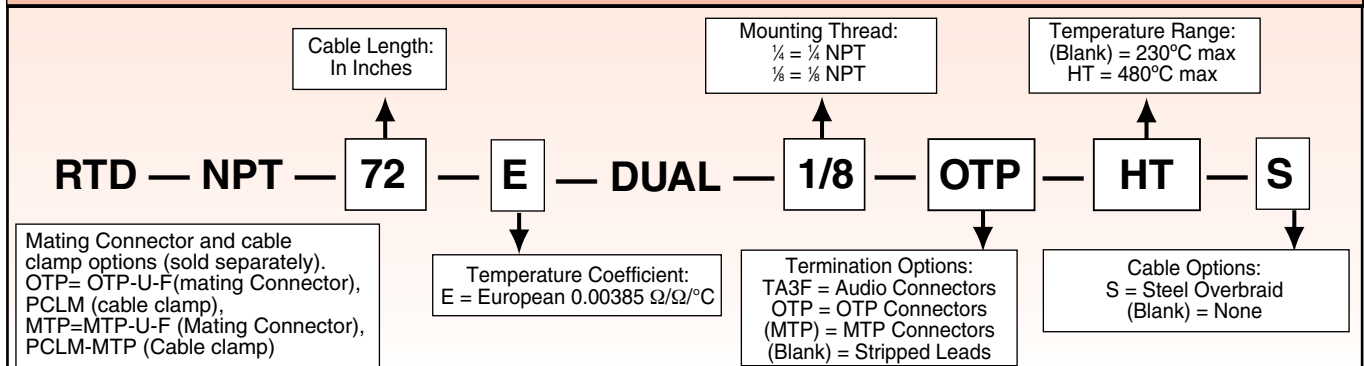 Cable Length:
In Inches
Mounting Thread:
¼ = ¼ NPT
⅛ = ⅛ NPT
Temperature Range:
(Blank) = 230°C max
HT = 480°C max
RTD — NPT — 72 — E — DUAL — 1/8 — OTP — HT — S
Mating Connector and cable
clamp options (sold separately).
OTP= OTP-U-F(mating Connector),
PCLM (cable clamp),
MTP=MTP-U-F (Mating Connector),
PCLM-MTP (Cable clamp)
Temperature Coefficient:
E = European 0.00385 Ω/Ω/°C
Termination Options:
TA3F = Audio Connectors
OTP = OTP Connectors
(MTP) = MTP Connectors
(Blank) = Stripped Leads
Cable Options:
S = Steel Overbraid
(Blank) = None